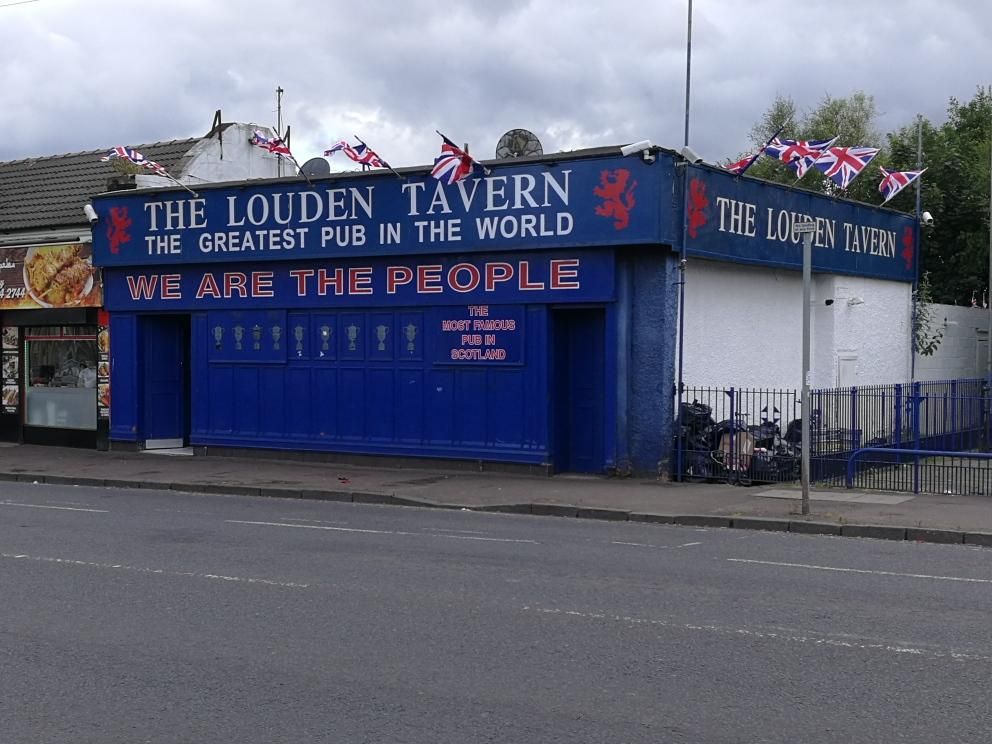 THE LOUDEN TAVERN
THE GREATEST PUB IN THE WORLD
WE ARE THE PEOPLE
THE
MOST FAMOUS
PUB IN
SCOTLAND
THE LOUDEN TAVERN
2744